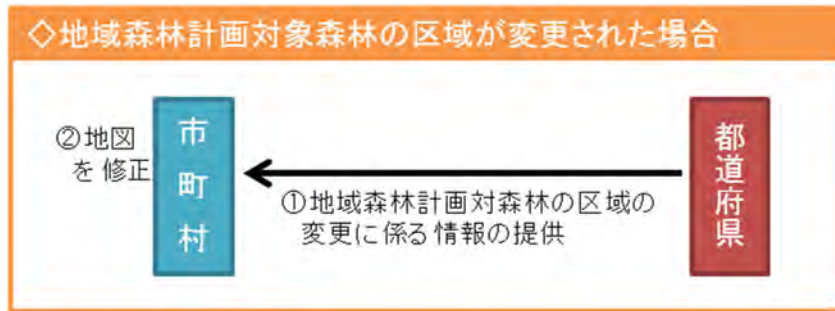 ◇地域森林計画対象森林の区域が変更された場合
②地図
を修正
市町村
①地域森林計画対森林の区域の
変更に係る情報の提供
都道府県